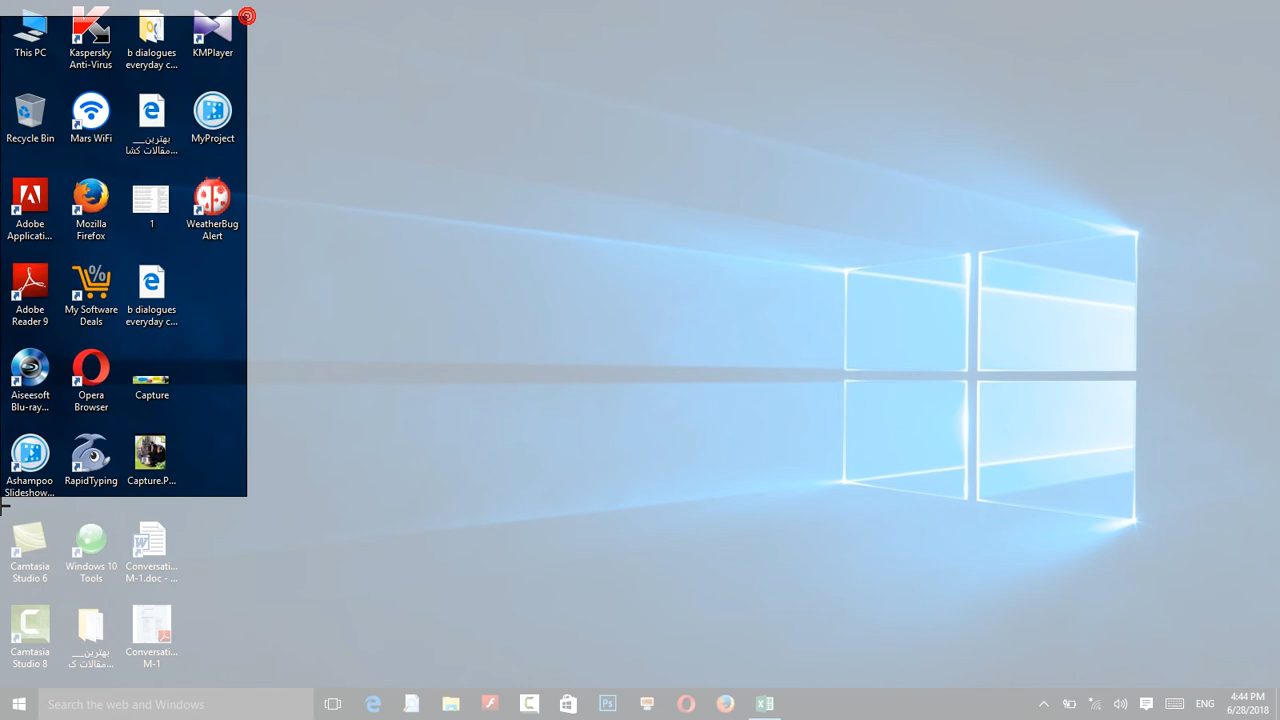 This PC
Kaspersky
Anti-Virus
b dialogues
everyday c...
KMPlayer
Recycle Bin
Mars WiFi
بهترین__
مقالات کشا...
MyProject
Adobe
Applicati...
Mozilla
Firefox
1
WeatherBug
Alert
Adobe
Reader 9
My Software
Deals
b dialogues
everyday c...
Aiseesoft
Blu-ray...
Opera
Browser
Capture
Ashampoo
Slideshow...
RapidTyping
Capture.P...
Camtasia
Studio 6
Windows 10
Tools
Conversati...
M-1.doc - ...
Camtasia
Studio 8
بهترین__
مقالات ک...
Conversati...
M-1
Search the web and Windows
Ps
ENG
4:44 PM
6/28/2018